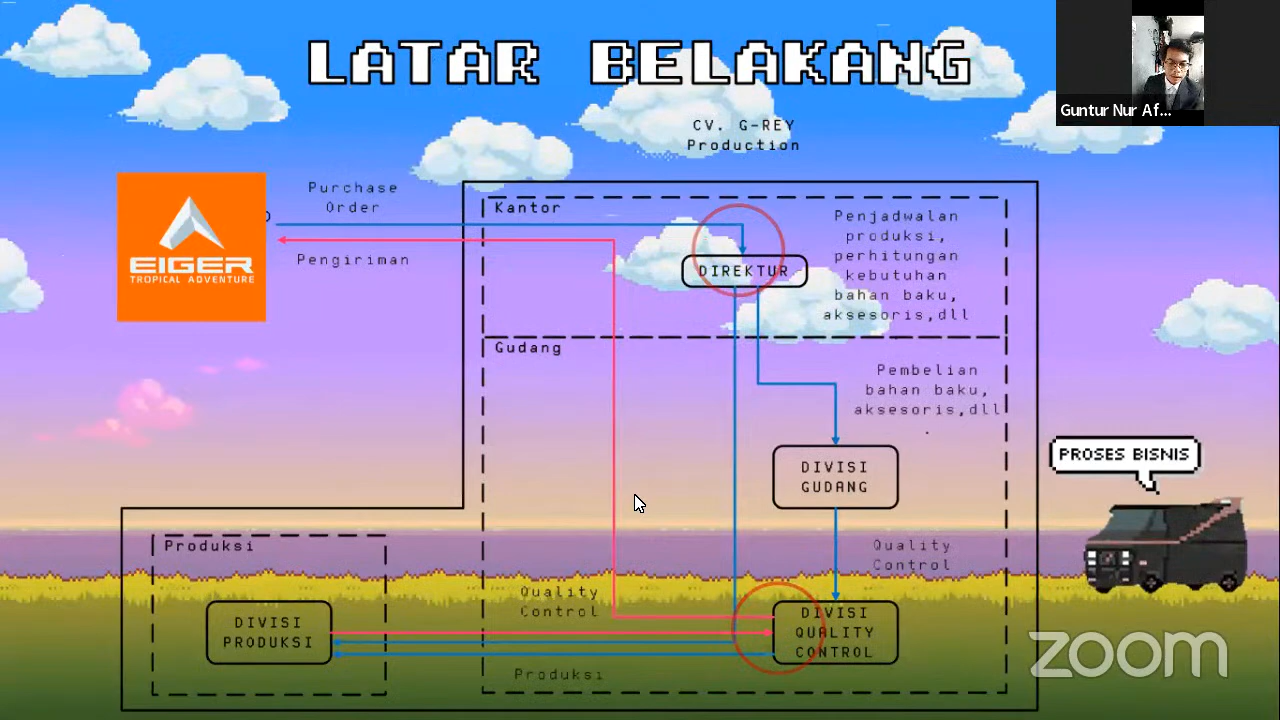 LATAR BELAKANG
Guntur Nur Af...
CV. G-REY
Production
Purchase
Order
Kantor
Penjadwalan
produksi,
perhitungan
kebutuhan
bahan baku,
aksesoris,dll
EIGER
TROPICAL ADVENTURE
Pengiriman
DIREKTUR
Gudang
Pembelian
bahan baku,
aksesoris,dll
.
DIVISI
GUDANG
PROSES BISNIS
Produksi
Quality
Control
Quality
Control
DIVISI
PRODUKSI
DIVISI
QUALITY
CONTROL
Produksi
zoom